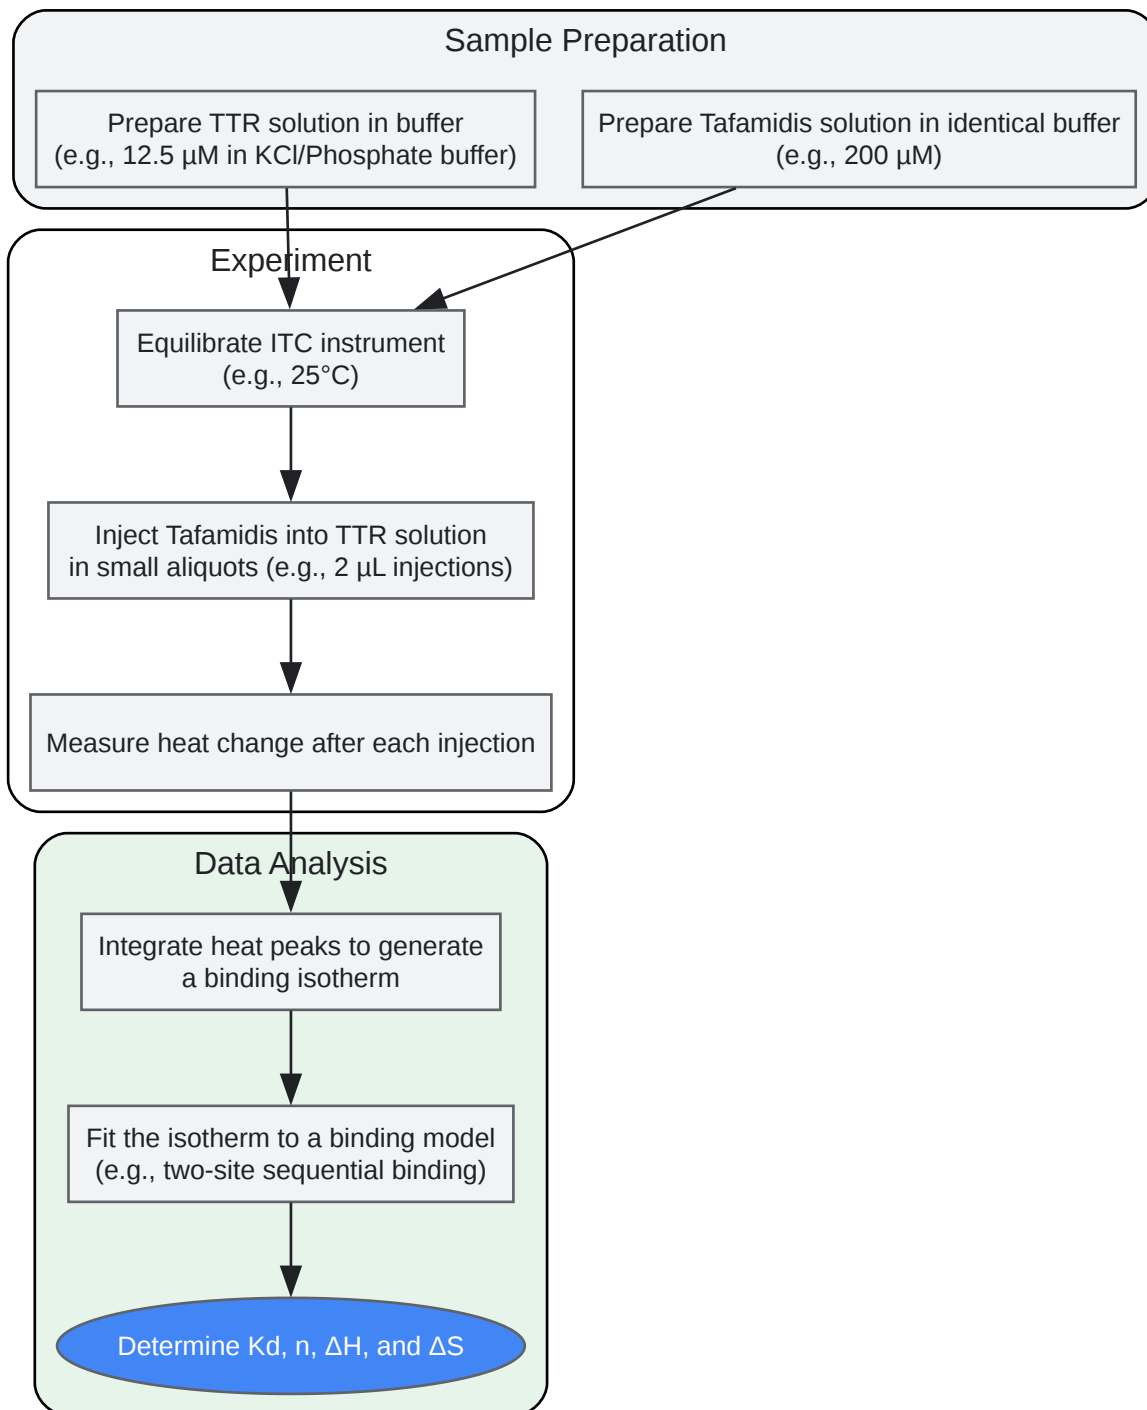 Sample Preparation
Prepare TTR solution in buffer
(e.g., 12.5 µM in KCl/Phosphate buffer)
Prepare Tafamidis solution in identical buffer
(e.g., 200 µM)
Experiment
Equilibrate ITC instrument
(e.g., 25°C)
Inject Tafamidis into TTR solution
in small aliquots (e.g., 2 µL injections)
Measure heat change after each injection
Data Analysis
Integrate heat peaks to generate
a binding isotherm
Fit the isotherm to a binding model
(e.g., two-site sequential binding)
Determine Kd, n, ΔH, and ΔS